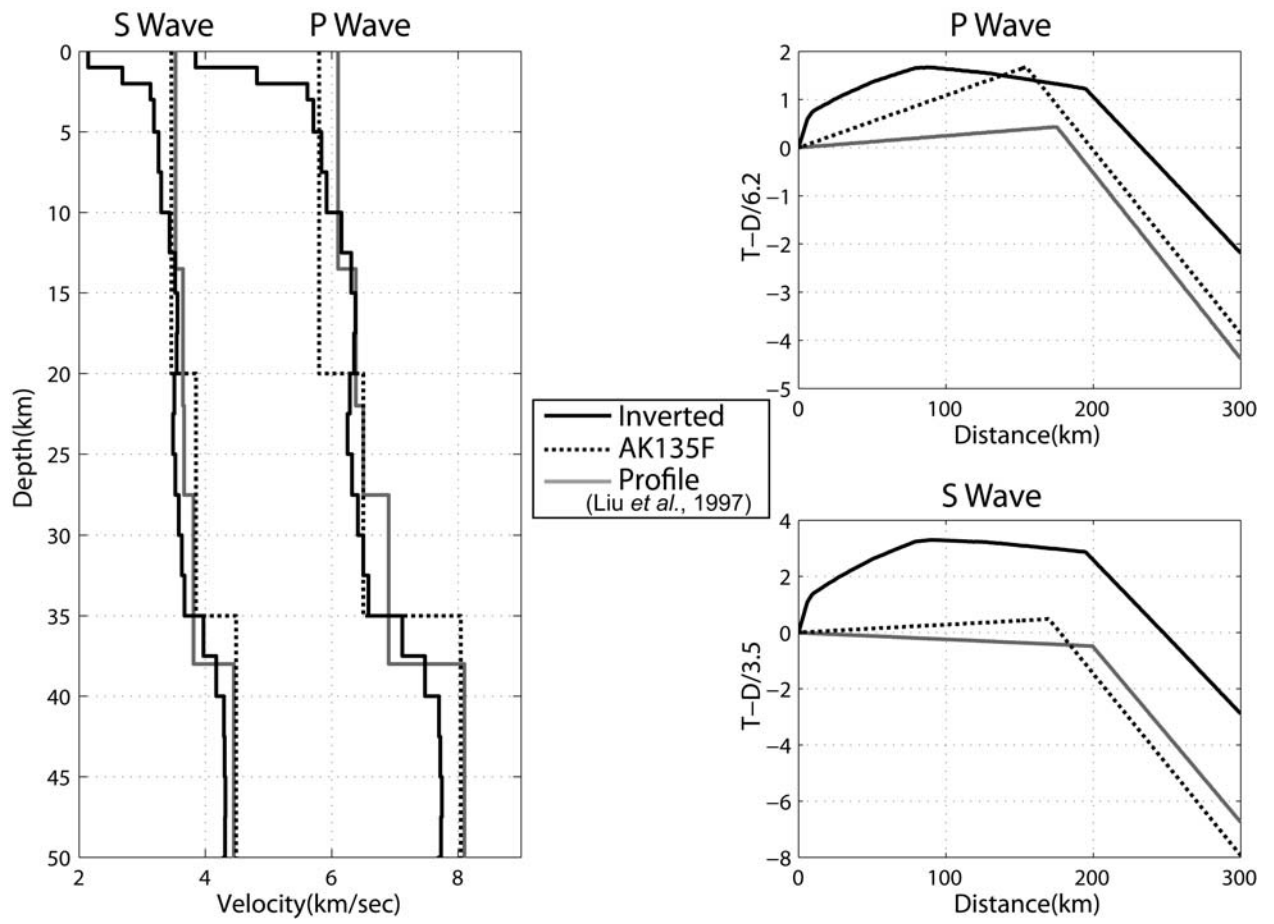 S Wave P Wave
0
5
10
15
20
25
30
35
40
45
50
Depth(km)
2 4 6 8
Velocity(km/sec)
Inverted
AK135F
Profile
(Liu et al., 1997)
P Wave
2
1
0
−1
−2
−3
−4
−5
T−D/6.2
0 100 200 300
Distance(km)
S Wave
4
2
0
−2
−4
−6
−8
T−D/3.5
0 100 200 300
Distance(km)